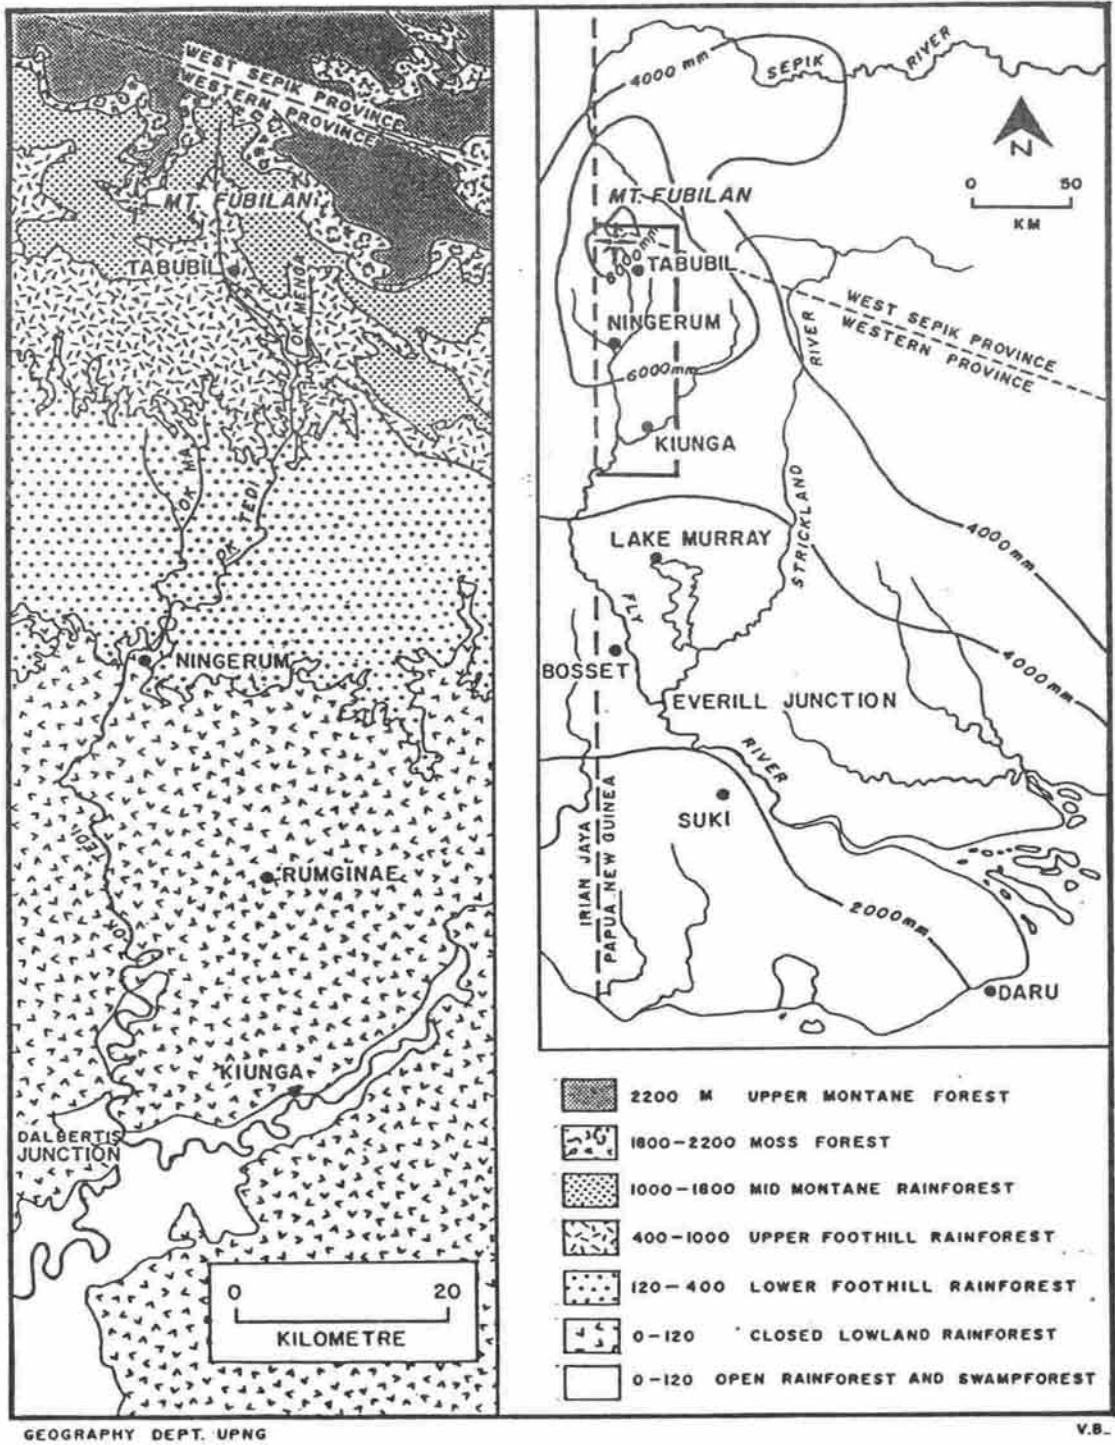 WEST SEPIK PROVINCE
WESTERN PROVINCE
MT. FUBILAN
TABUBIL
OK MENGA
OK MA
OK TEDI
NINGERUM
OK TEDI
RUMGINAE
KIUNGA
DALBERTIS
JUNCTION
0 20
KILOMETRE
4000 mm
SEPIK RIVER
N
0 50
KM
MT. FUBILAN
8000 mm
TABUBIL
NINGERUM
6000 mm
KIUNGA
WEST SEPIK PROVINCE
WESTERN PROVINCE
STRICKLAND RIVER
LAKE MURRAY
4000 mm
FLY RIVER
BOSSET
4000 mm
EVERILL JUNCTION
SUKI
IRIAN JAYA
PAPUA NEW GUINEA
2000 mm
DARU
2200 M UPPER MONTANE FOREST
1800-2200 MOSS FOREST
1000-1800 MID MONTANE RAINFOREST
400-1000 UPPER FOOTHILL RAINFOREST
120-400 LOWER FOOTHILL RAINFOREST
0-120 CLOSED LOWLAND RAINFOREST
0-120 OPEN RAINFOREST AND SWAMPFOREST
GEOGRAPHY DEPT. UPNG
V.B.